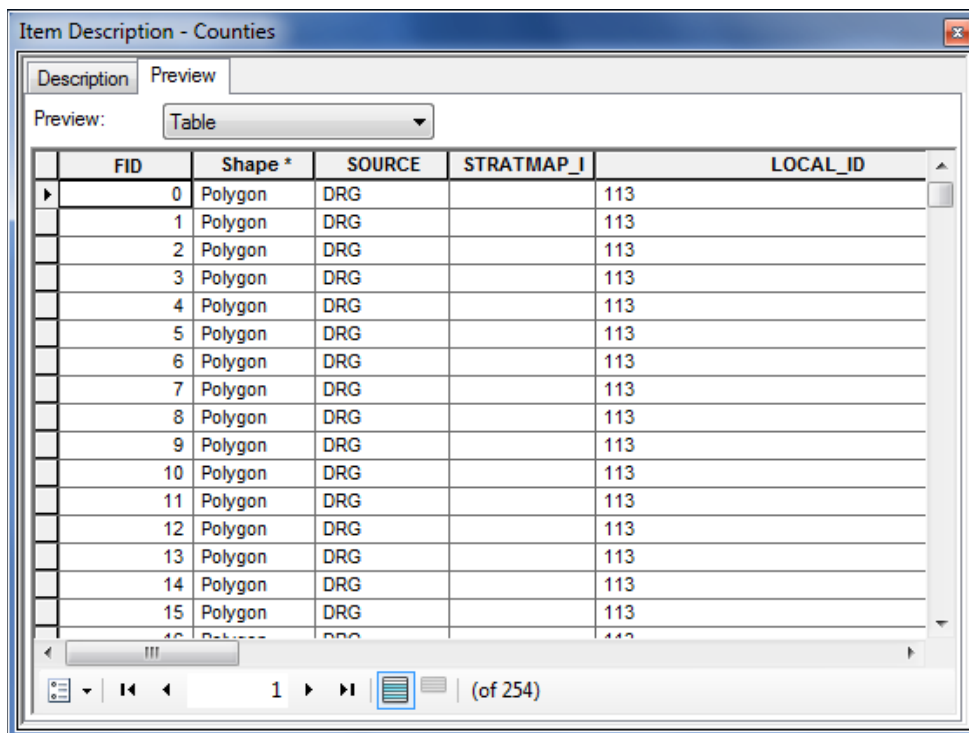 Item Description - Counties
Description Preview
Preview: Table
FID Shape * SOURCE STRATMAP_I LOCAL_ID
0 Polygon DRG 113
1 Polygon DRG 113
2 Polygon DRG 113
3 Polygon DRG 113
4 Polygon DRG 113
5 Polygon DRG 113
6 Polygon DRG 113
7 Polygon DRG 113
8 Polygon DRG 113
9 Polygon DRG 113
10 Polygon DRG 113
11 Polygon DRG 113
12 Polygon DRG 113
13 Polygon DRG 113
14 Polygon DRG 113
15 Polygon DRG 113
1 (of 254)